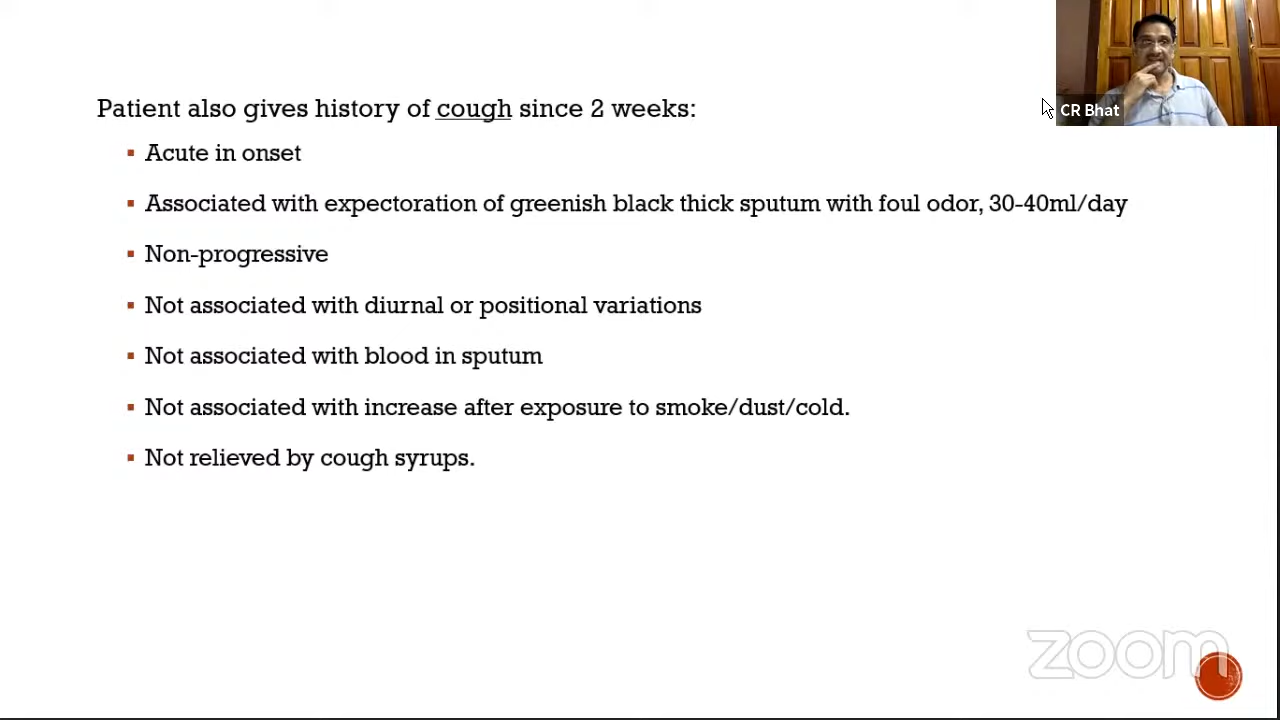 CR Bhat
Patient also gives history of cough since 2 weeks:
Acute in onset
Associated with expectoration of greenish black thick sputum with foul odor, 30-40ml/day
Non-progressive
Not associated with diurnal or positional variations
Not associated with blood in sputum
Not associated with increase after exposure to smoke/dust/cold.
Not relieved by cough syrups.
zoom